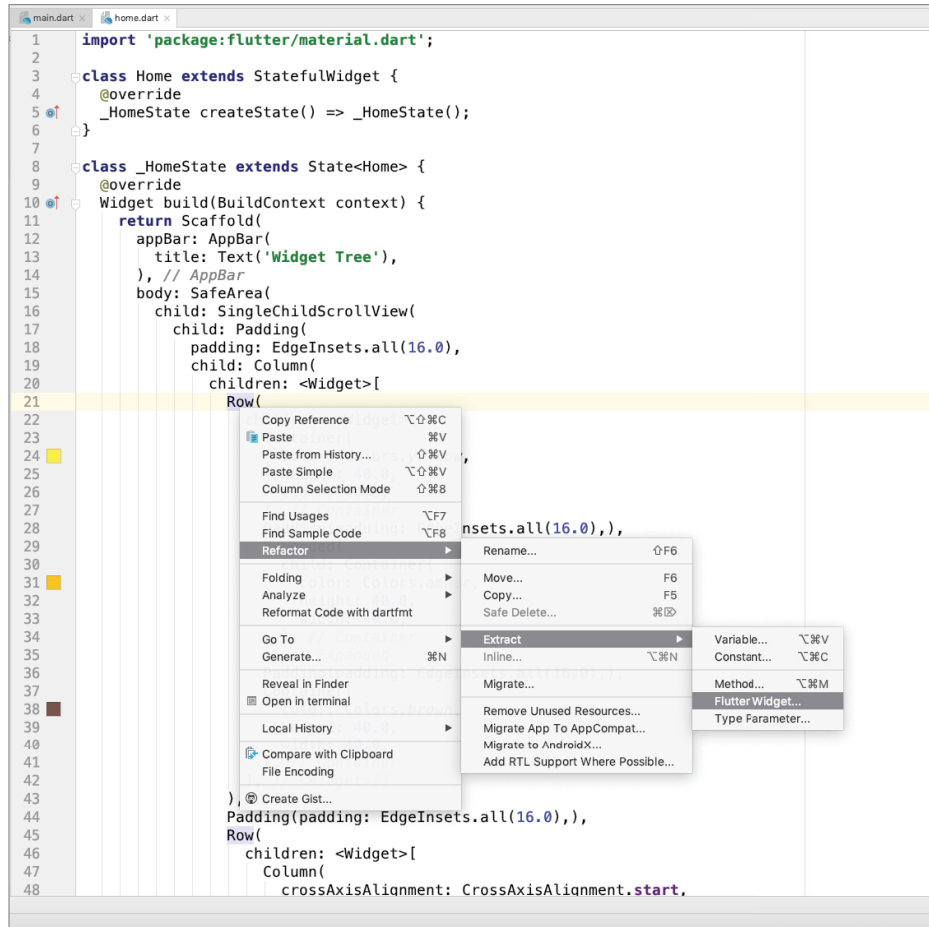 main.dart × home.dart ×
1 import 'package:flutter/material.dart';
2
3 class Home extends StatefulWidget {
4 @override
5 _HomeState createState() => _HomeState();
6 }
7
8 class _HomeState extends State<Home> {
9 @override
10 Widget build(BuildContext context) {
11 return Scaffold(
12 appBar: AppBar(
13 title: Text('Widget Tree'),
14 ), // AppBar
15 body: SafeArea(
16 child: SingleChildScrollView(
17 child: Padding(
18 padding: EdgeInsets.all(16.0),
19 child: Column(
20 children: <Widget>[
21 Row(
22
23
24
25
26
27
28 nsets.all(16.0),),
29
30
31
32
33
34
35
36
37
38
39
40
41
42
43 ),
44 Padding(padding: EdgeInsets.all(16.0),),
45 Row(
46 children: <Widget>[
47 Column(
48 crossAxisAlignment: CrossAxisAlignment.start,
Copy Reference ⌥⇧⌘C
Paste ⌘V
Paste from History... ⇧⌘V
Paste Simple ⌥⇧⌘V
Column Selection Mode ⇧⌘8
Find Usages ⌥F7
Find Sample Code ⌥F8
Refactor ▶
Folding ▶
Analyze ▶
Reformat Code with dartfmt
Go To ▶
Generate... ⌘N
Reveal in Finder
Open in terminal
Local History ▶
Compare with Clipboard
File Encoding
Create Gist...
Rename... ⇧F6
Move... F6
Copy... F5
Safe Delete... ⌘⌦
Extract ▶
Inline... ⌥⌘N
Migrate...
Remove Unused Resources...
Migrate App To AppCompat...
Migrate to AndroidX...
Add RTL Support Where Possible...
Variable... ⌥⌘V
Constant... ⌥⌘C
Method... ⌥⌘M
Flutter Widget...
Type Parameter...